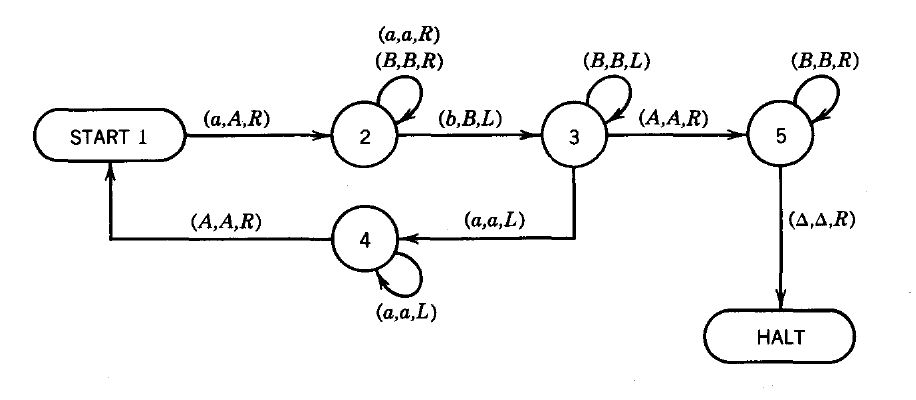 (a,a,R)
(B,B,R)
(B,B,L)
(B,B,R)
START 1
(a,A,R)
2
(b,B,L)
3
(A,A,R)
5
(A,A,R)
4
(a,a,L)
(Δ,Δ,R)
(a,a,L)
HALT